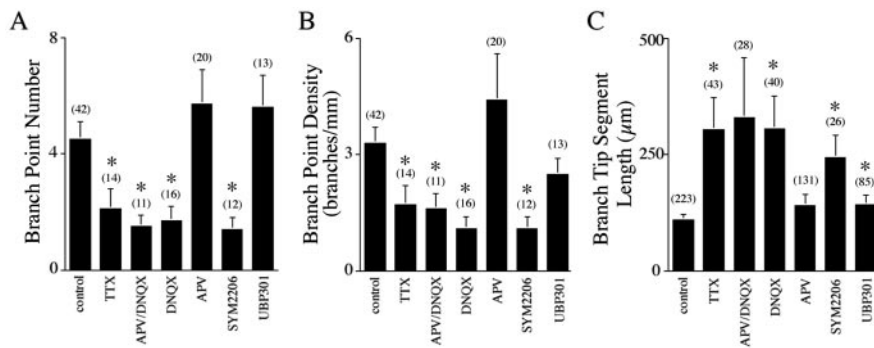 A
Branch Point Number
8
4
0
(42)
*
(14)
*
(11)
*
(16)
(20)
*
(12)
(13)
control
TTX
APV/DNQX
DNQX
APV
SYM2206
UBP301
B
Branch Point Density
(branches/mm)
6
3
0
(42)
*
(14)
*
(11)
*
(16)
(20)
*
(12)
(13)
control
TTX
APV/DNQX
DNQX
APV
SYM2206
UBP301
C
Branch Tip Segment
Length (μm)
500
250
0
(223)
*
(43)
(28)
*
(40)
(131)
*
(26)
*
(85)
control
TTX
APV/DNQX
DNQX
APV
SYM2206
UBP301